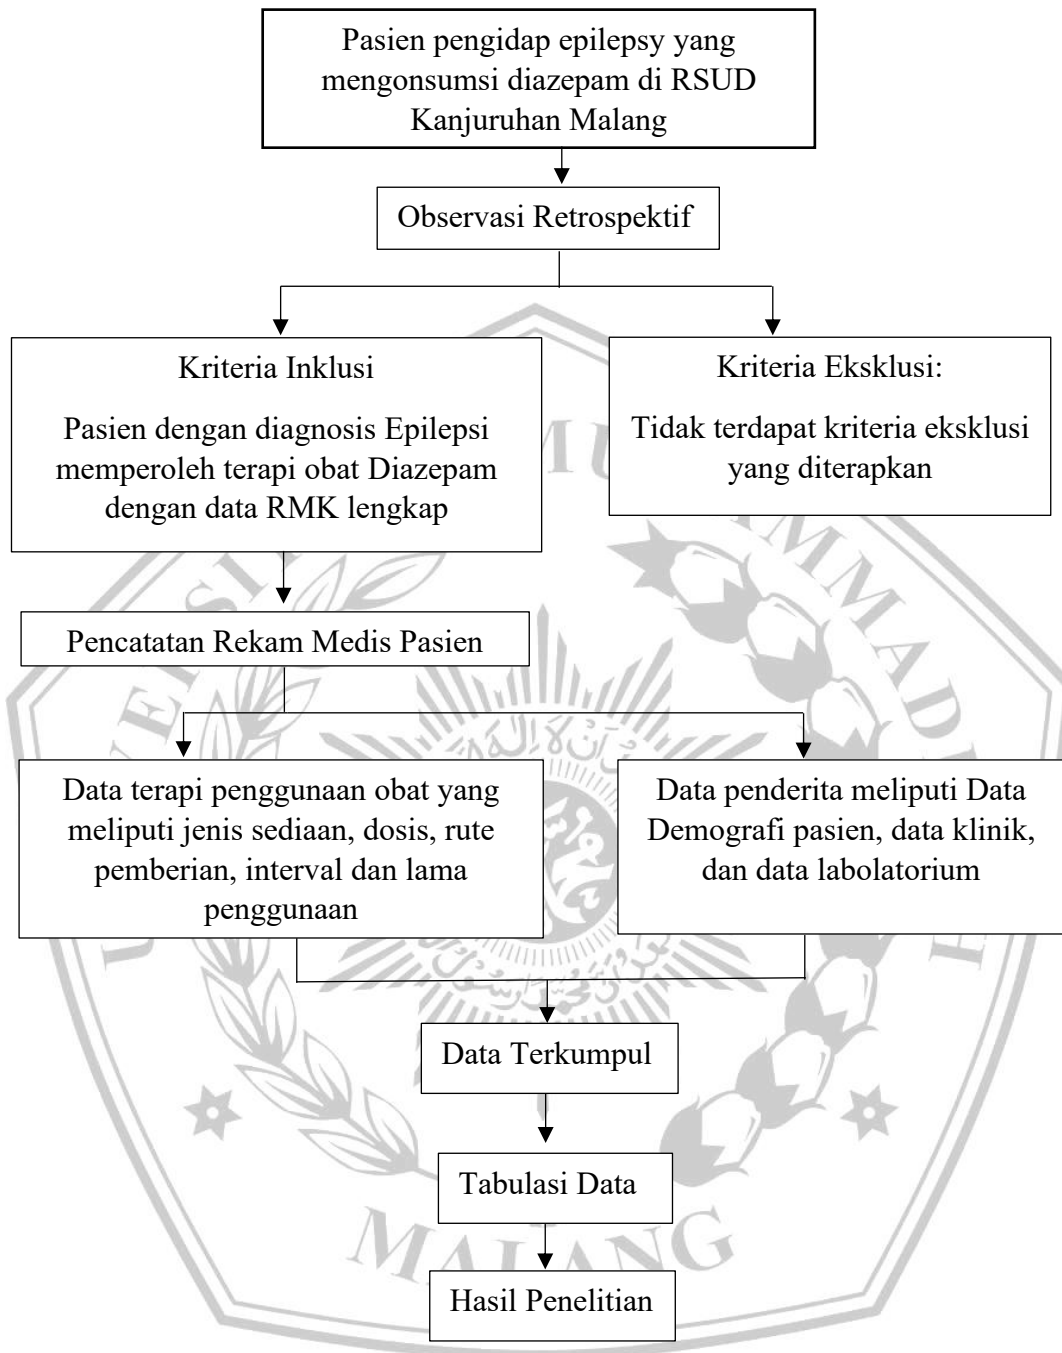 Pasien pengidap epilepsy yang
mengonsumsi diazepam di RSUD
Kanjuruhan Malang
Observasi Retrospektif
Kriteria Inklusi
Pasien dengan diagnosis Epilepsi
memperoleh terapi obat Diazepam
dengan data RMK lengkap
Kriteria Eksklusi:
Tidak terdapat kriteria eksklusi
yang diterapkan
Pencatatan Rekam Medis Pasien
Data terapi penggunaan obat yang
meliputi jenis sediaan, dosis, rute
pemberian, interval dan lama
penggunaan
Data penderita meliputi Data
Demografi pasien, data klinik,
dan data labolatorium
Data Terkumpul
Tabulasi Data
Hasil Penelitian
MALANG